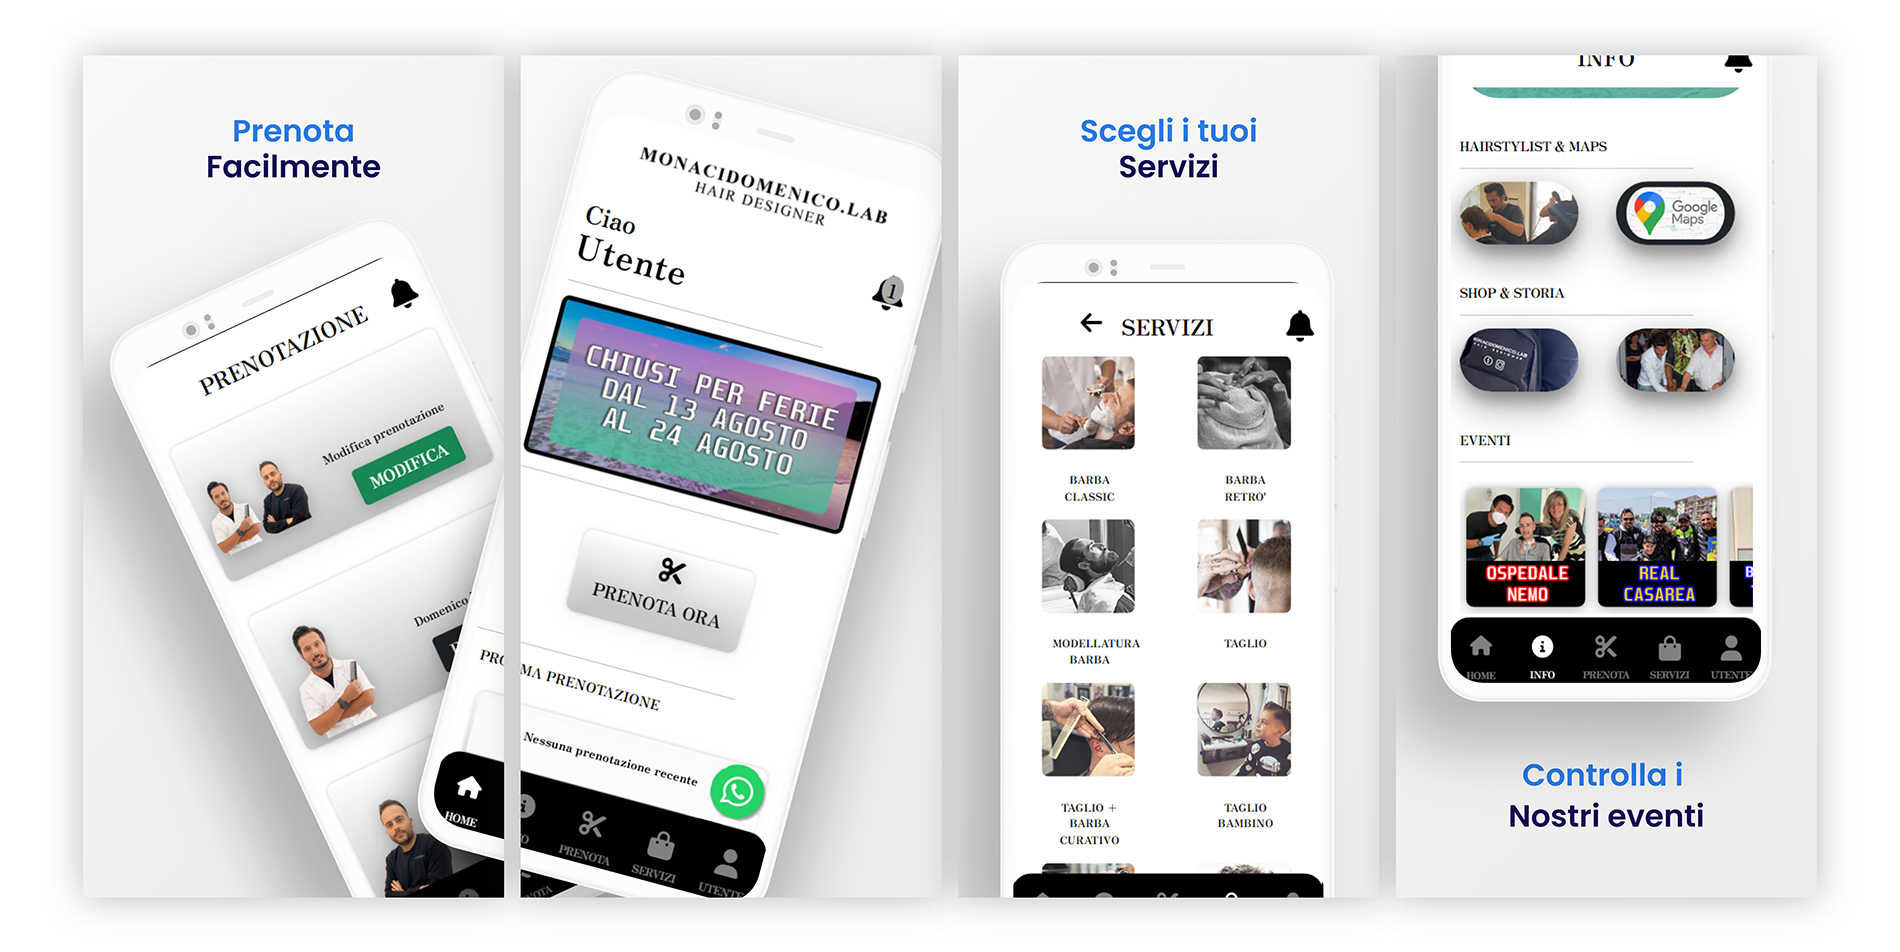 Prenota
Facilmente
PRENOTAZIONE
Modifica prenotazione
MODIFICA
Domenico
MONACIDOMENICO.LAB
HAIR DESIGNER
Ciao
Utente
1
CHIUSI PER FERIE
DAL 13 AGOSTO
AL 24 AGOSTO
PRENOTA ORA
PRO MA PRENOTAZIONE
Nessuna prenotazione recente
HOME
PRENOTA
SERVIZI
UTENTE
Scegli i tuoi
Servizi
SERVIZI
BARBA
CLASSIC
BARBA
RETRO'
MODELLATURA
BARBA
TAGLIO
TAGLIO +
BARBA
CURATIVO
TAGLIO
BAMBINO
INFO
HAIRSTYLIST & MAPS
Google
Maps
SHOP & STORIA
MONACIDOMENICO.LAB
EVENTI
OSPEDALE
NEMO
REAL
CASAREA
B
HOME
INFO
PRENOTA
SERVIZI
UTENTE
Controlla i
Nostri eventi